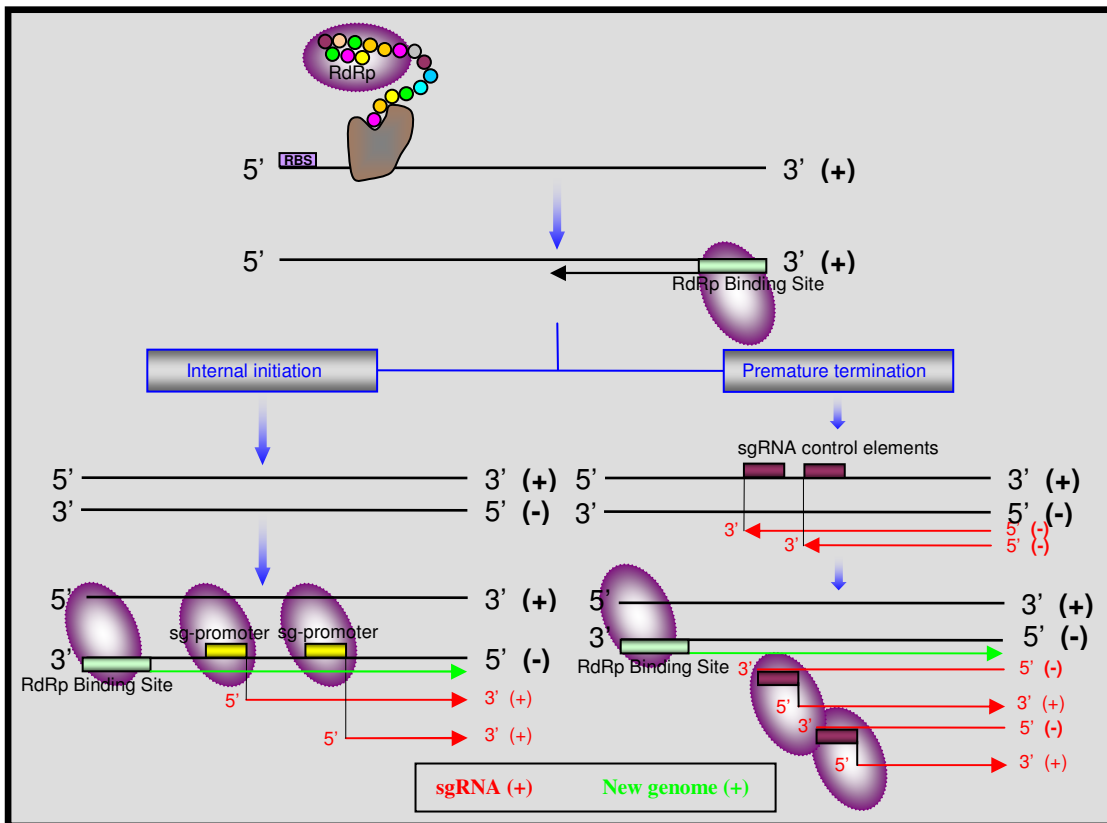 RdRp
RBS
5’ 3’ (+)
5’ 3’ (+)
RdRp Binding Site
Internal initiation
Premature termination
5’ 3’ (+)
3’ 5’ (-)
sgRNA control elements
5’ 3’ (+)
3’ 5’ (-)
3’ 5’ (-)
3’ 5’ (-)
5’ 3’ (+)
sg-promoter sg-promoter
3’ 5’ (-)
RdRp Binding Site
5’ 3’ (+)
5’ 3’ (+)
5’ 3’ (+)
3’ 5’ (-)
RdRp Binding Site
3’ 5’ (-)
5’ 3’ (+)
3’ 5’ (-)
5’ 3’ (+)
sgRNA (+) New genome (+)